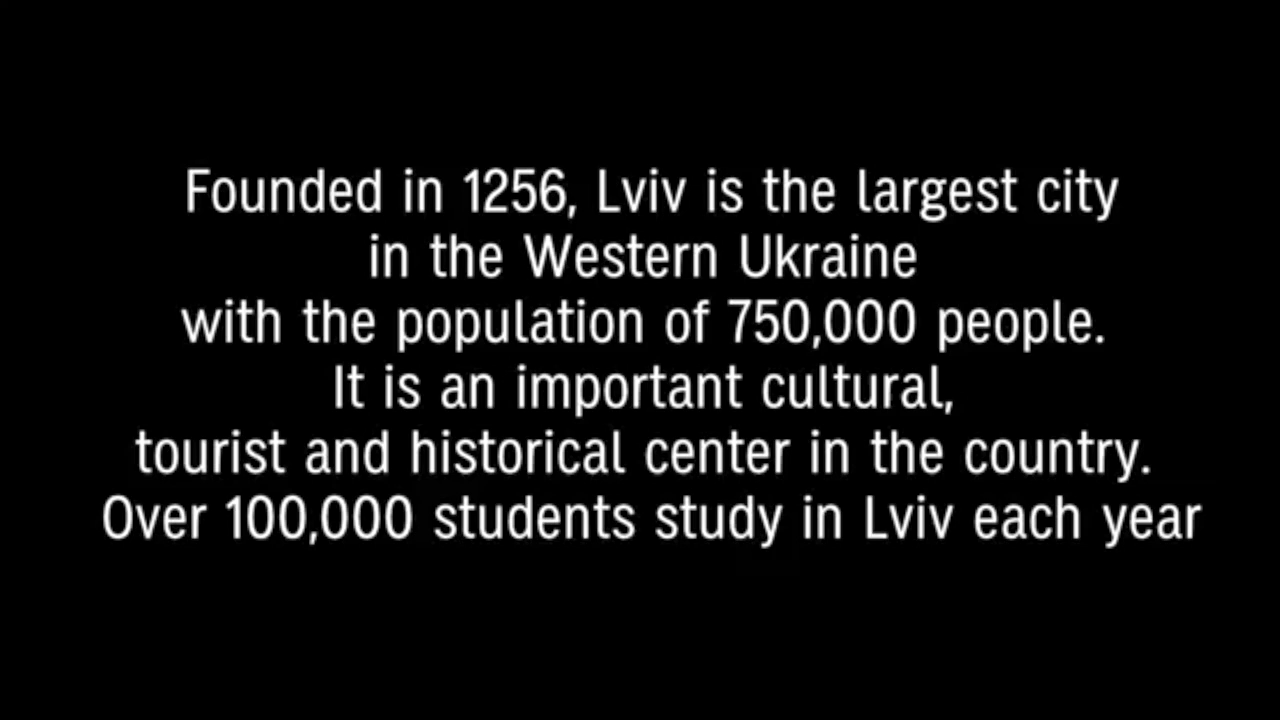 Founded in 1256, Lviv is the largest city
in the Western Ukraine
with the population of 750,000 people.
It is an important cultural,
tourist and historical center in the country.
Over 100,000 students study in Lviv each year